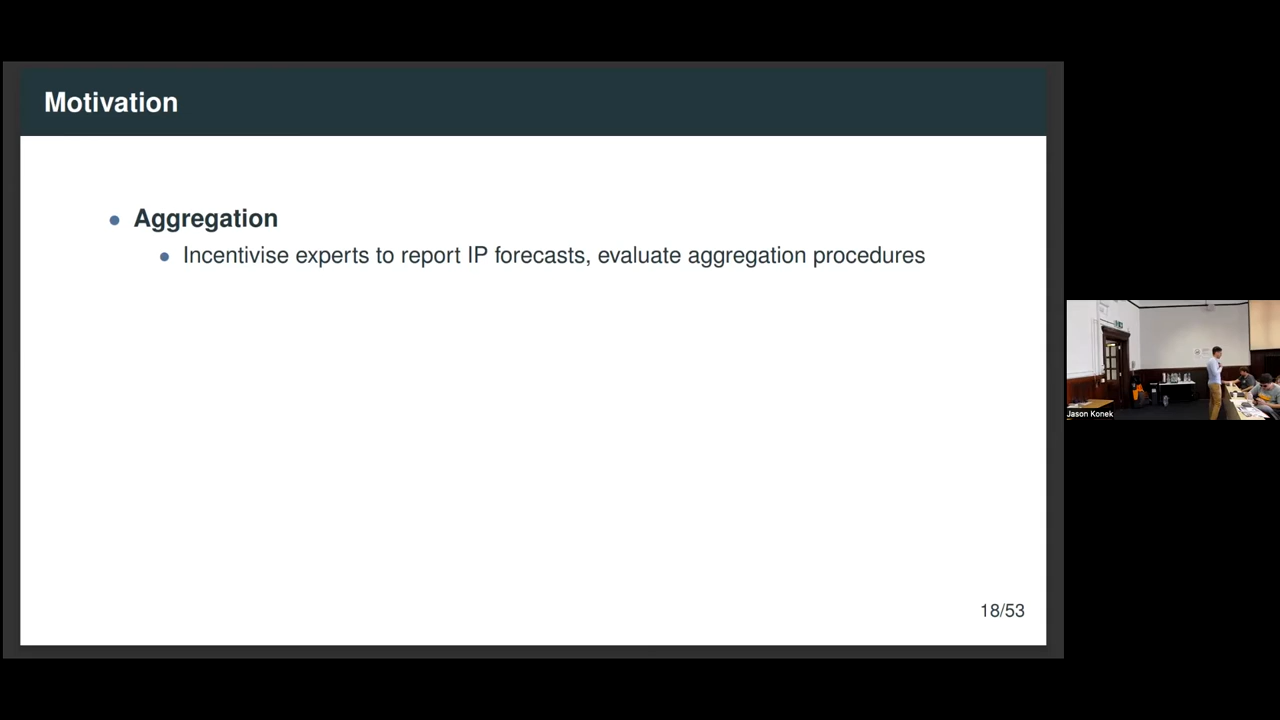 Motivation
Aggregation
Incentivise experts to report IP forecasts, evaluate aggregation procedures
18/53
Jason Konek